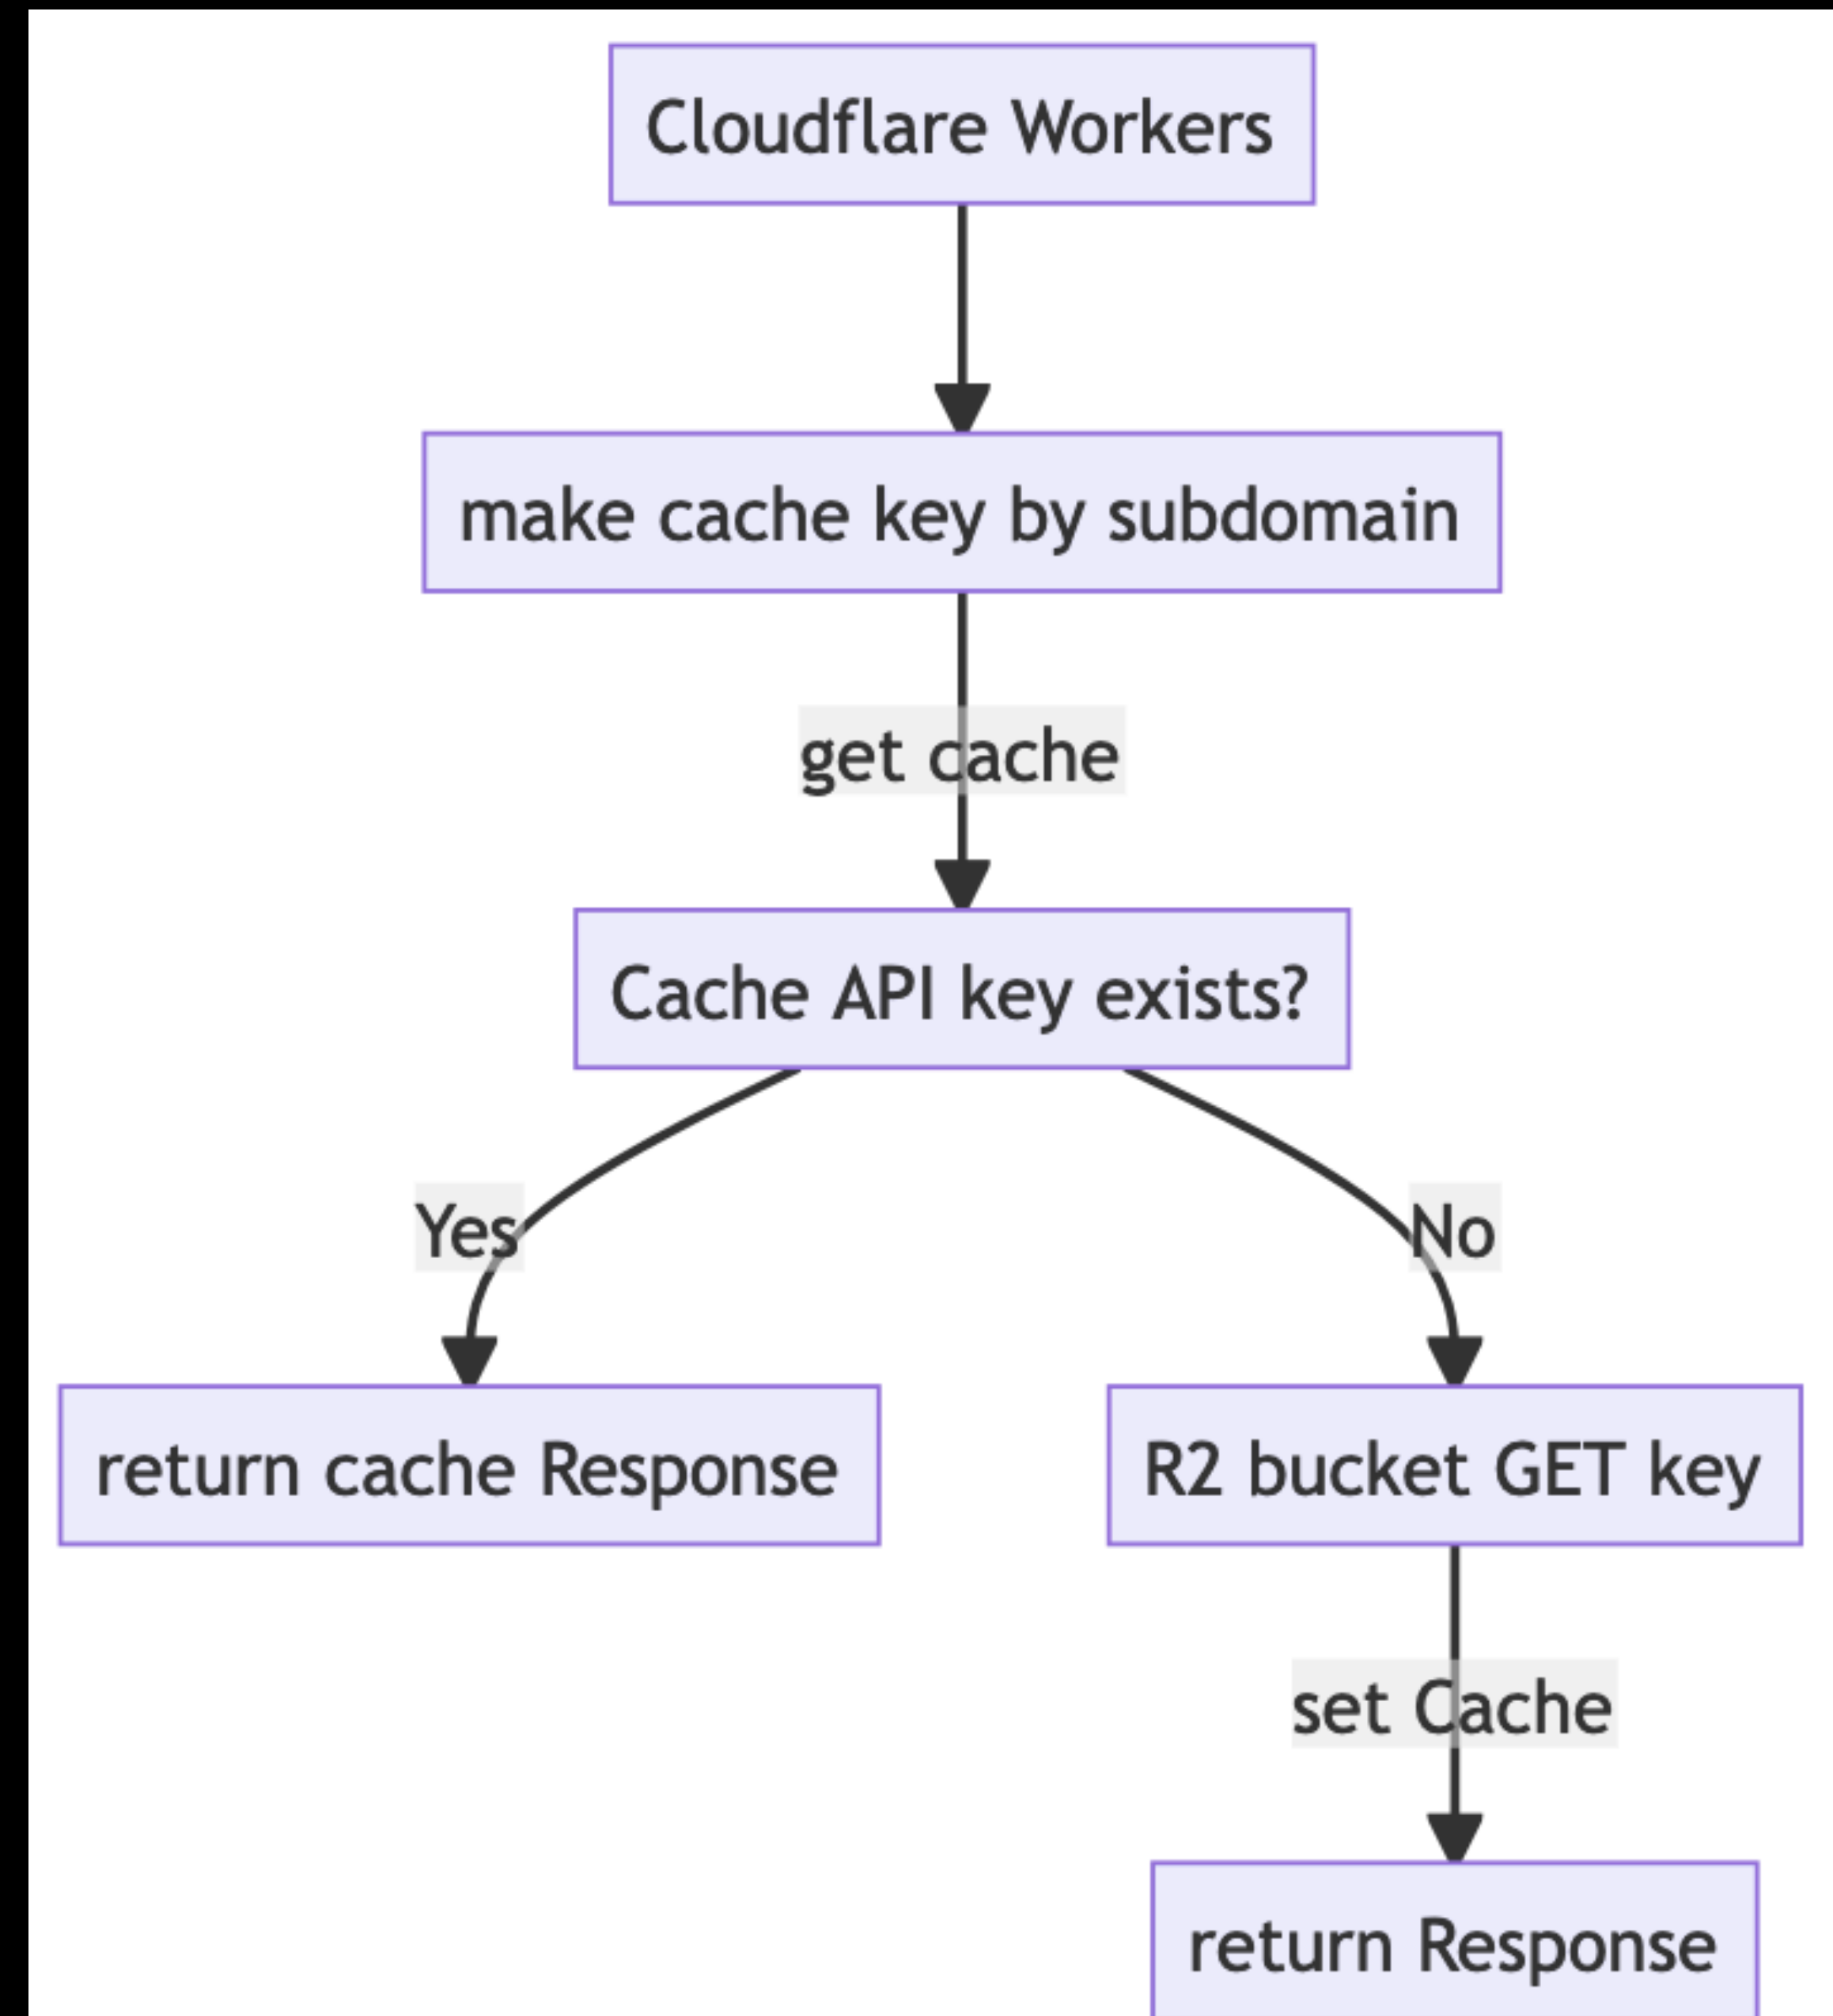 Cloudflare Workers
make cache key by subdomain
get cache
Cache API key exists?
Yes
No
return cache Response
R2 bucket GET key
set Cache
return Response